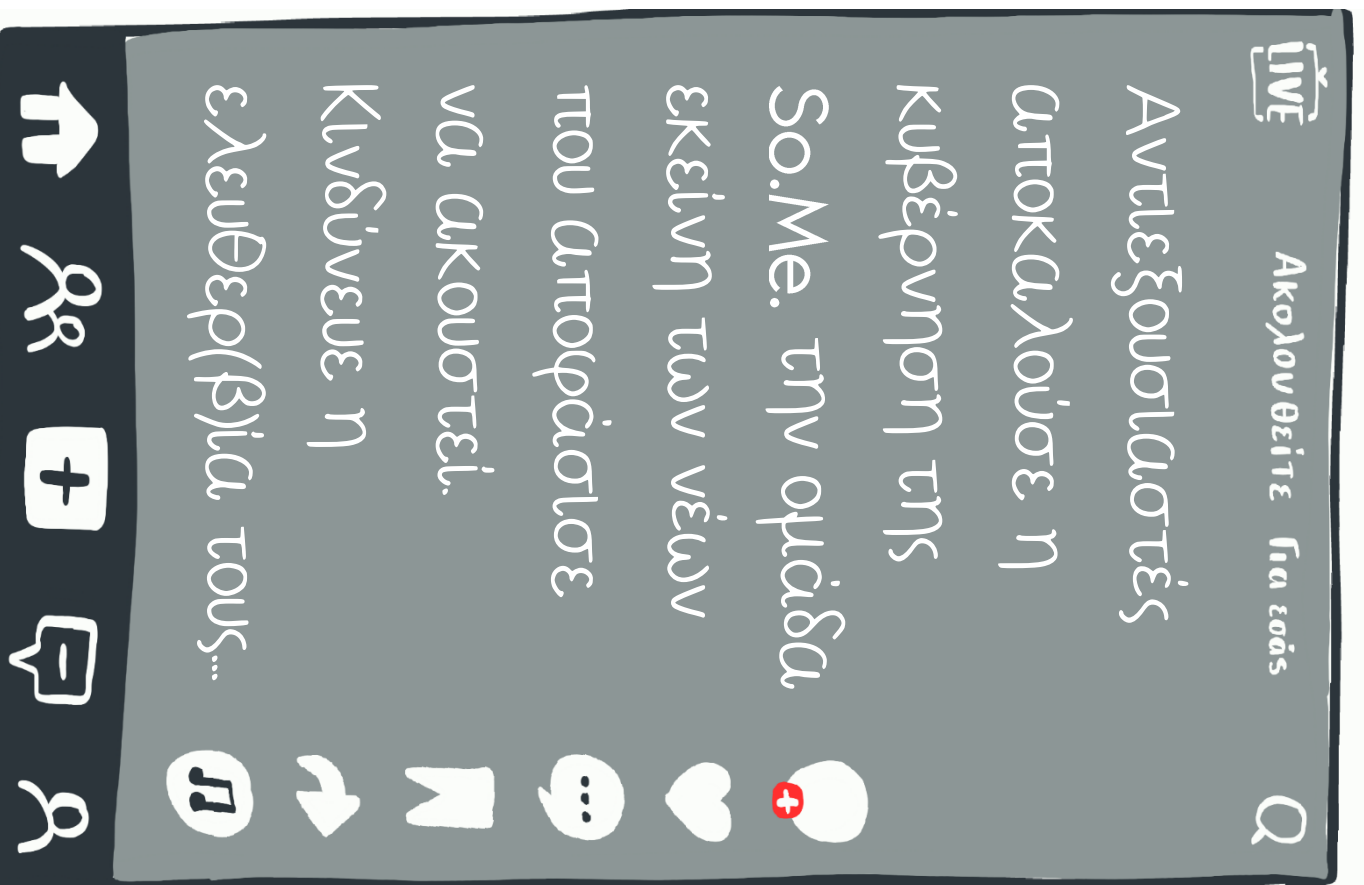 LIVE
Ακολουθείτε Για εσάς
Αντιεξουσιαστές
αποκαλούσε η
κυβέρνηση της
So.Me. την ομάδα
εκείνη των νέων
που αποφάσισε
να ακουστεί.
Κινδύνευε η
ελευθερ(β)ία τους...